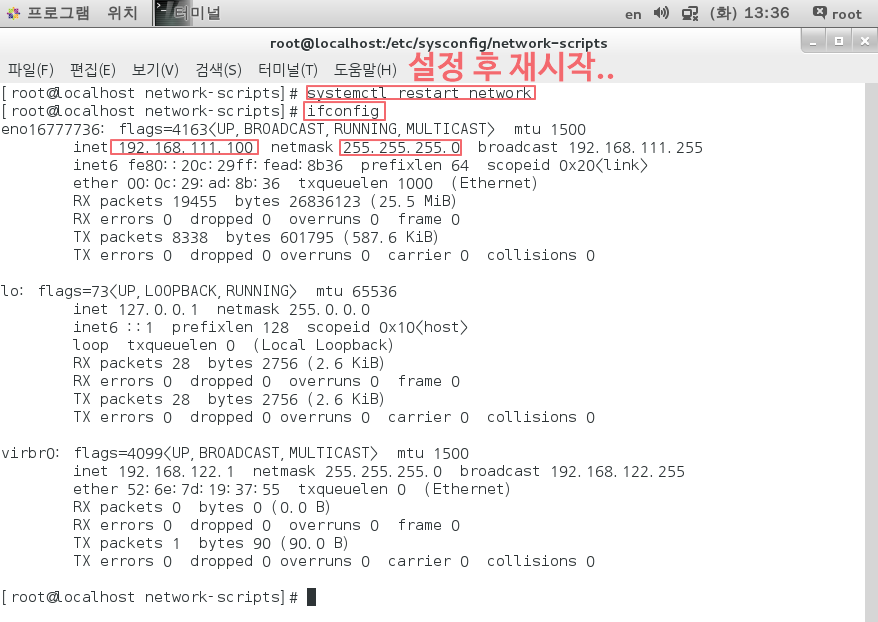 프로그램 위치 터미널 en (화) 13:36 root
root@localhost:/etc/sysconfig/network-scripts
파일(F) 편집(E) 보기(V) 검색(S) 터미널(T) 도움말(H) 설정 후 재시작..
[root@localhost network-scripts]# systemctl restart network
[root@localhost network-scripts]# ifconfig
eno16777736: flags=4163<UP,BROADCAST,RUNNING,MULTICAST>  mtu 1500
        inet 192.168.111.100  netmask 255.255.255.0  broadcast 192.168.111.255
        inet6 fe80::20c:29ff:fead:8b36  prefixlen 64  scopeid 0x20<link>
        ether 00:0c:29:ad:8b:36  txqueuelen 1000  (Ethernet)
        RX packets 19455  bytes 26836123 (25.5 MiB)
        RX errors 0  dropped 0  overruns 0  frame 0
        TX packets 8338  bytes 601795 (587.6 KiB)
        TX errors 0  dropped 0 overruns 0  carrier 0  collisions 0
lo: flags=73<UP,LOOPBACK,RUNNING>  mtu 65536
        inet 127.0.0.1  netmask 255.0.0.0
        inet6 ::1  prefixlen 128  scopeid 0x10<host>
        loop  txqueuelen 0  (Local Loopback)
        RX packets 28  bytes 2756 (2.6 KiB)
        RX errors 0  dropped 0  overruns 0  frame 0
        TX packets 28  bytes 2756 (2.6 KiB)
        TX errors 0  dropped 0 overruns 0  carrier 0  collisions 0
virbr0: flags=4099<UP,BROADCAST,MULTICAST>  mtu 1500
        inet 192.168.122.1  netmask 255.255.255.0  broadcast 192.168.122.255
        ether 52:6e:7d:19:37:55  txqueuelen 0  (Ethernet)
        RX packets 0  bytes 0 (0.0 B)
        RX errors 0  dropped 0  overruns 0  frame 0
        TX packets 1  bytes 90 (90.0 B)
        TX errors 0  dropped 0 overruns 0  carrier 0  collisions 0
[root@localhost network-scripts]#